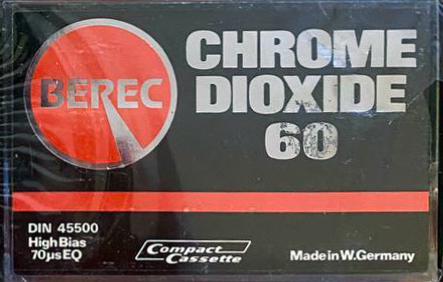 BEREC
CHROME
DIOXIDE
60
DIN 45500
High Bias
70µs EQ
Compact
Cassette
Made in W.Germany